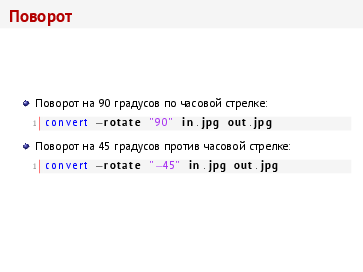 Поворот
Поворот на 90 градусов по часовой стрелке:
1 convert –rotate "90" in.jpg out.jpg
Поворот на 45 градусов против часовой стрелке:
1 convert –rotate "–45" in.jpg out.jpg